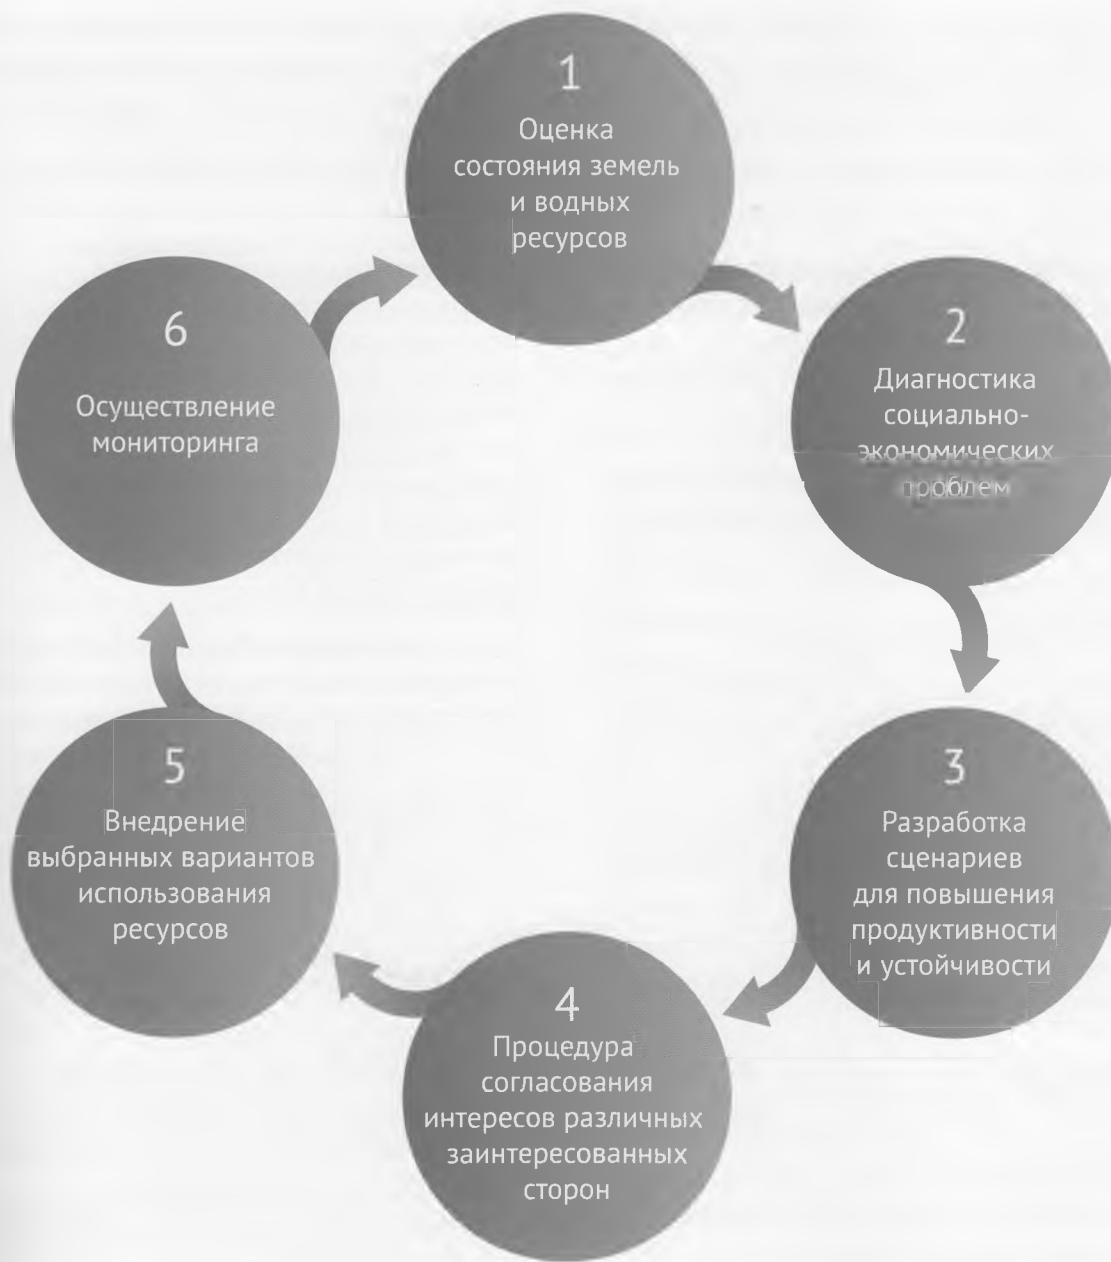 1
Оценка
состояния земель
и водных
ресурсов
2
Диагностика
социально-
экономических
проблем
3
Разработка
сценариев
для повышения
продуктивности
и устойчивости
4
Процедура
согласования
интересов различных
заинтересованных
сторон
5
Внедрение
выбранных вариантов
использования
ресурсов
6
Осуществление
мониторинга